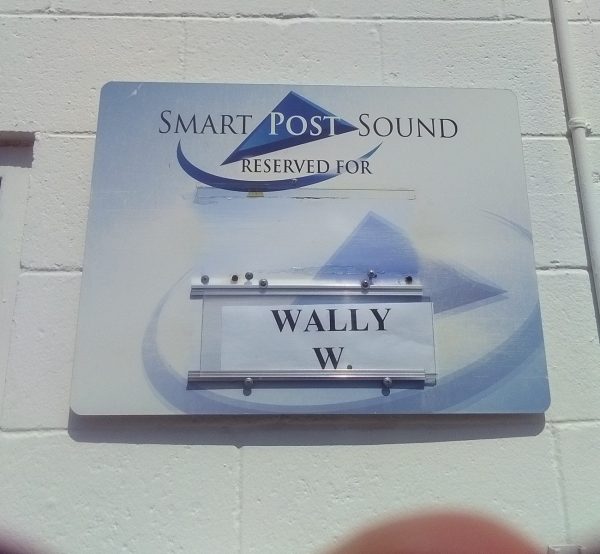 SMART POST SOUND
RESERVED FOR
WALLY
W.